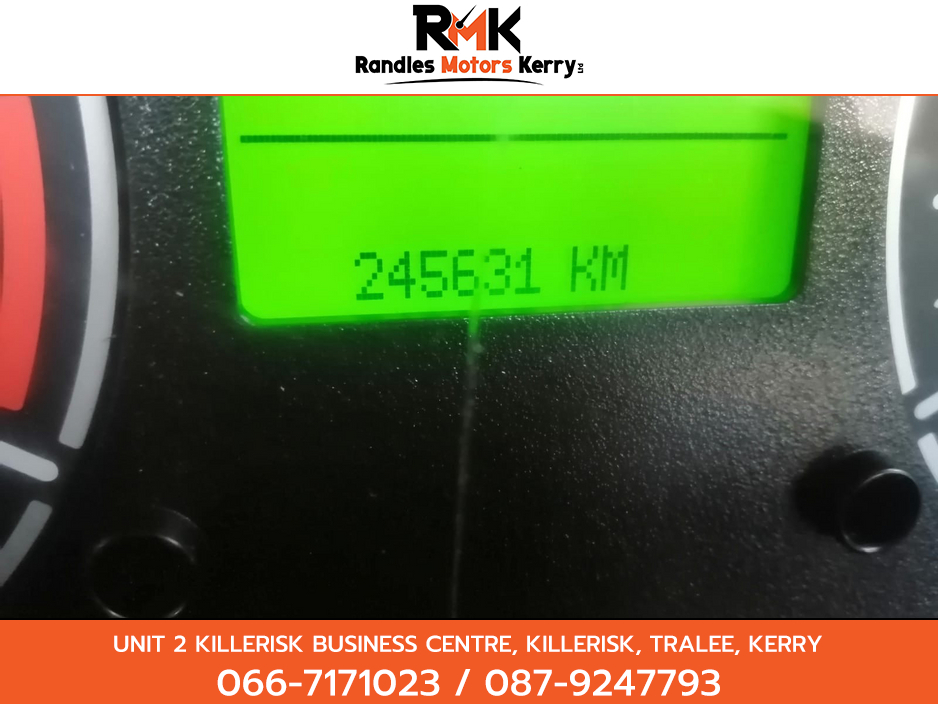 RMK
Randles Motors Kerry Ltd
245631 KM
UNIT 2 KILLERISK BUSINESS CENTRE, KILLERISK, TRALEE, KERRY
066-7171023 / 087-9247793